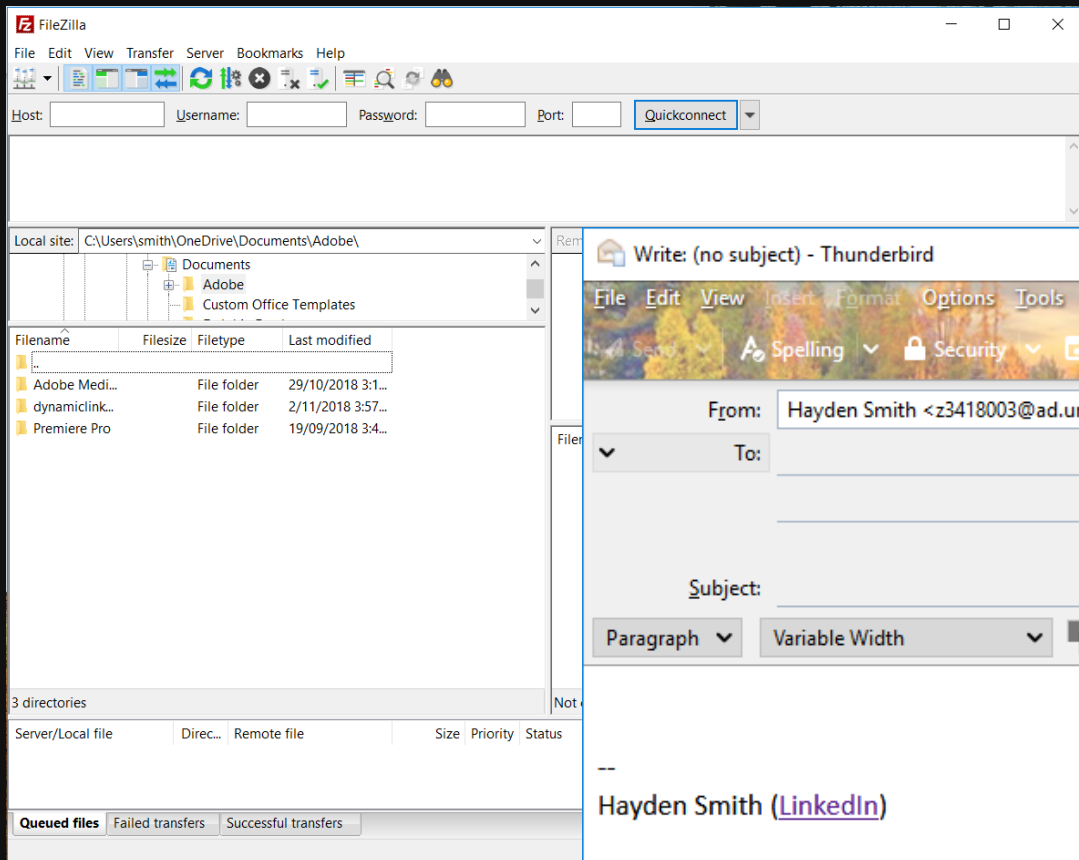 FileZilla
File Edit View Transfer Server Bookmarks Help
Host: Username: Password: Port: Quickconnect
Local site: C:\Users\smith\OneDrive\Documents\Adobe\
Documents
Adobe
Custom Office Templates
Filename Filesize Filetype Last modified
..
Adobe Medi... File folder 29/10/2018 3:1...
dynamiclink... File folder 2/11/2018 3:57...
Premiere Pro File folder 19/09/2018 3:4...
3 directories
Server/Local file Direc... Remote file Size Priority Status
Queued files Failed transfers Successful transfers
Rem
Filen
Not
Write: (no subject) - Thunderbird
File Edit View Insert Format Options Tools
Send Spelling Security
From: Hayden Smith <z3418003@ad.un
To:
Subject:
Paragraph Variable Width
--
Hayden Smith (LinkedIn)